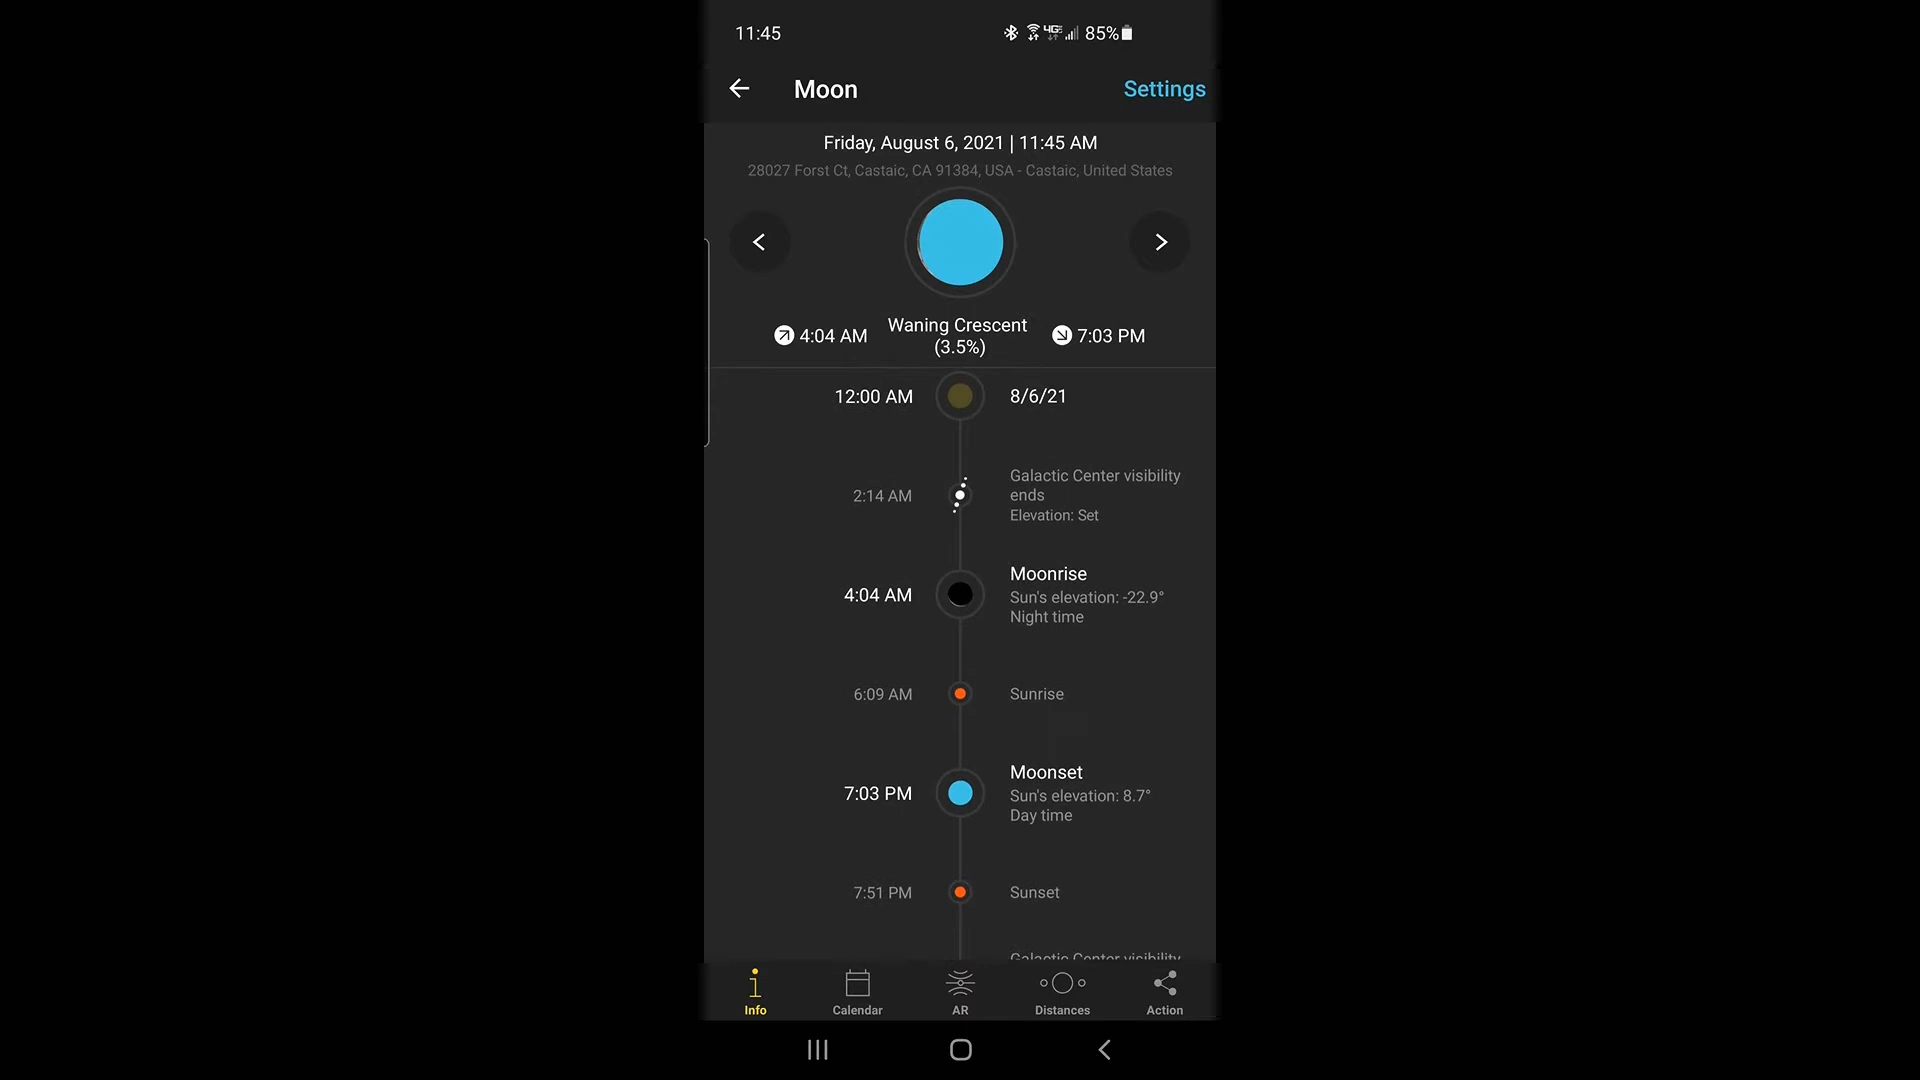 11:45
85%
Moon
Settings
Friday, August 6, 2021 | 11:45 AM
28027 Forst Ct, Castaic, CA 91384, USA - Castaic, United States
4:04 AM
Waning Crescent
(3.5%)
7:03 PM
12:00 AM
8/6/21
2:14 AM
Galactic Center visibility
ends
Elevation: Set
4:04 AM
Moonrise
Sun's elevation: -22.9°
Night time
6:09 AM
Sunrise
7:03 PM
Moonset
Sun's elevation: 8.7°
Day time
7:51 PM
Sunset
Galactic Center visibility
Info
Calendar
AR
Distances
Action